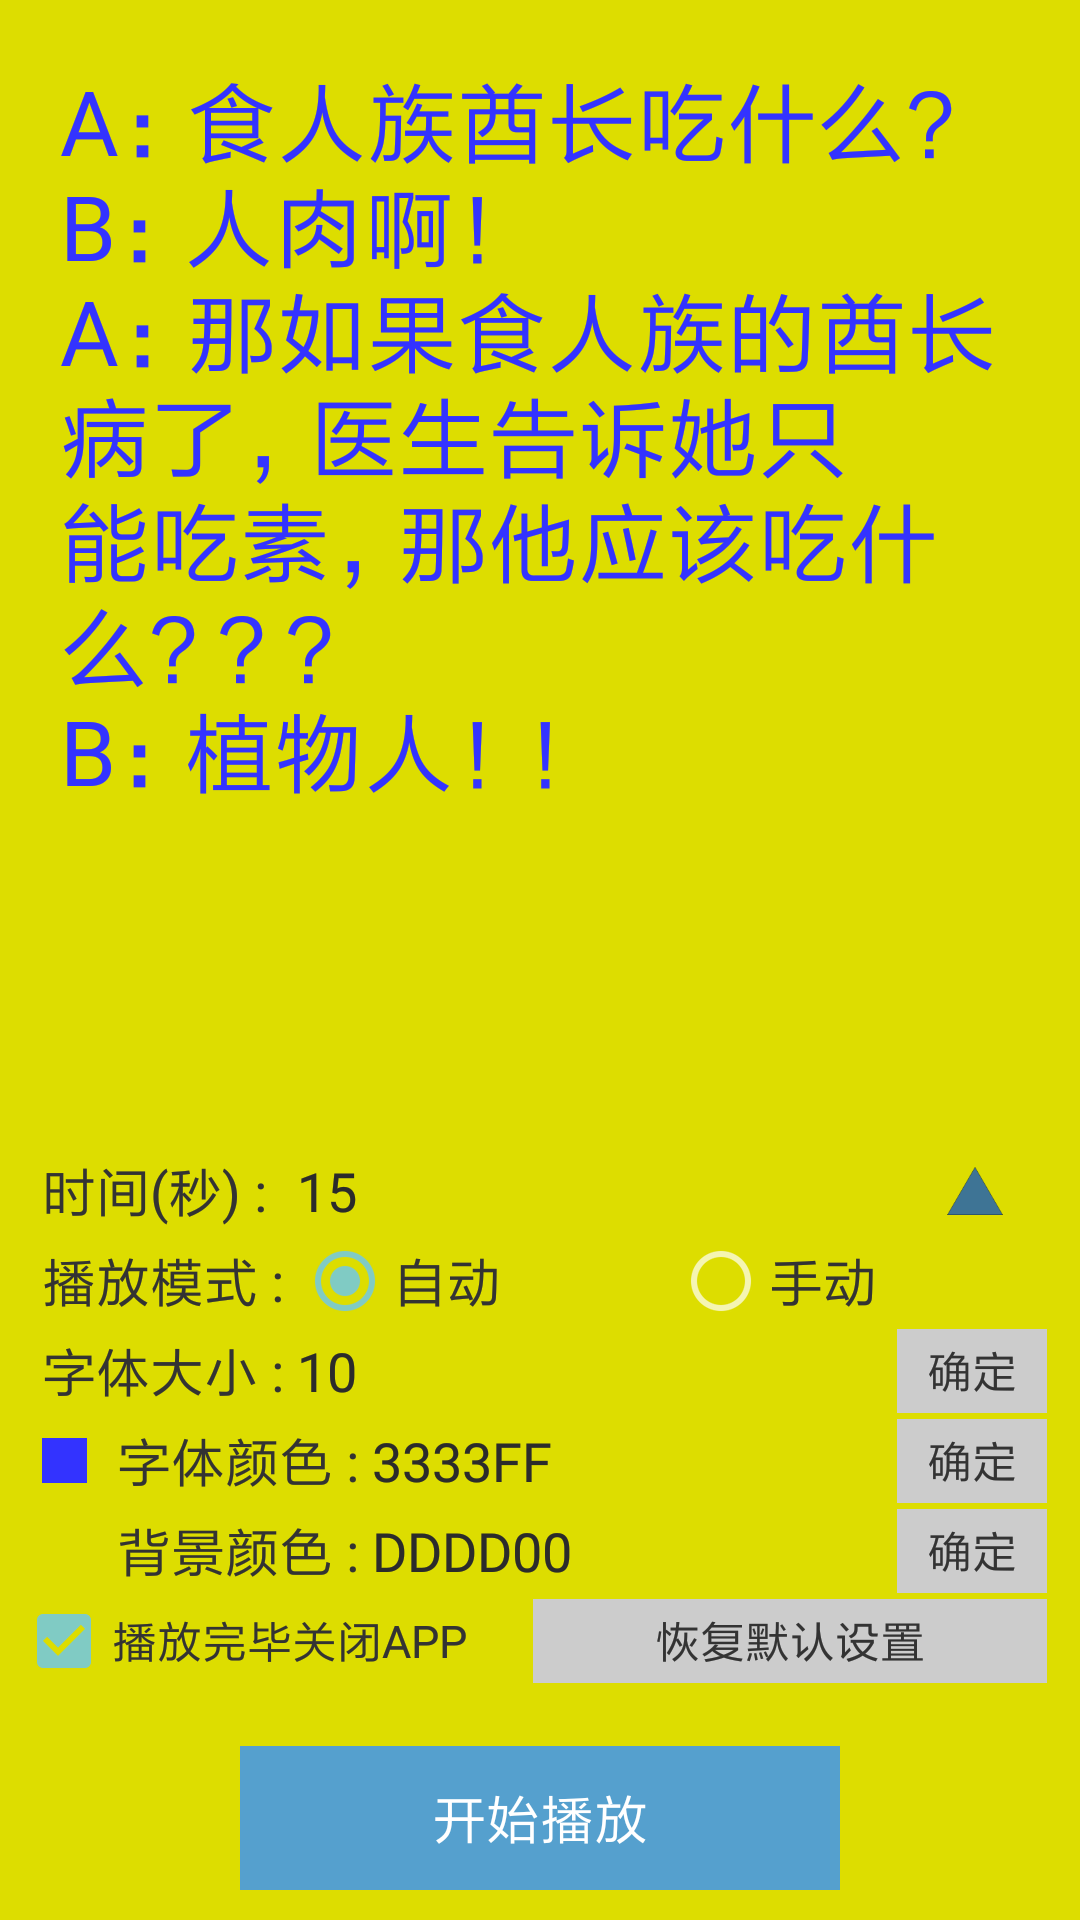 A：食人族酋长吃什么？
B：人肉啊！
A：那如果食人族的酋长
病了，医生告诉她只
能吃素，那他应该吃什
么？？？
B：植物人！！
时间(秒) : 15
播放模式 : 自动 手动
字体大小 : 10 确定
字体颜色 : 3333FF 确定
背景颜色 : DDDD00 确定
播放完毕关闭APP 恢复默认设置
开始播放